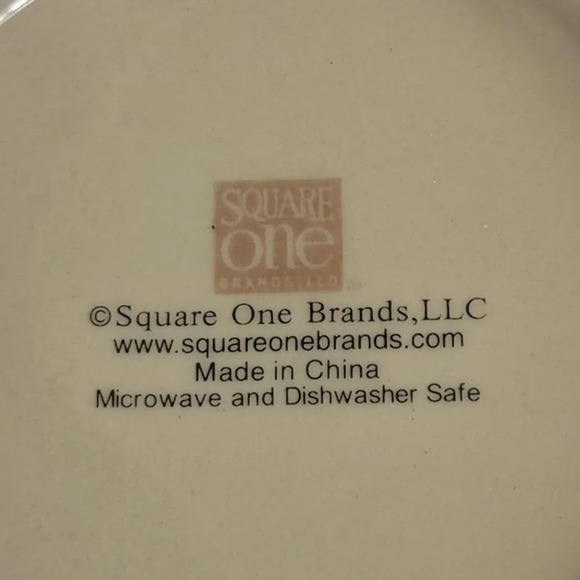 SQUARE
one
BRANDS, LLC
©Square One Brands,LLC
www.squareonebrands.com
Made in China
Microwave and Dishwasher Safe